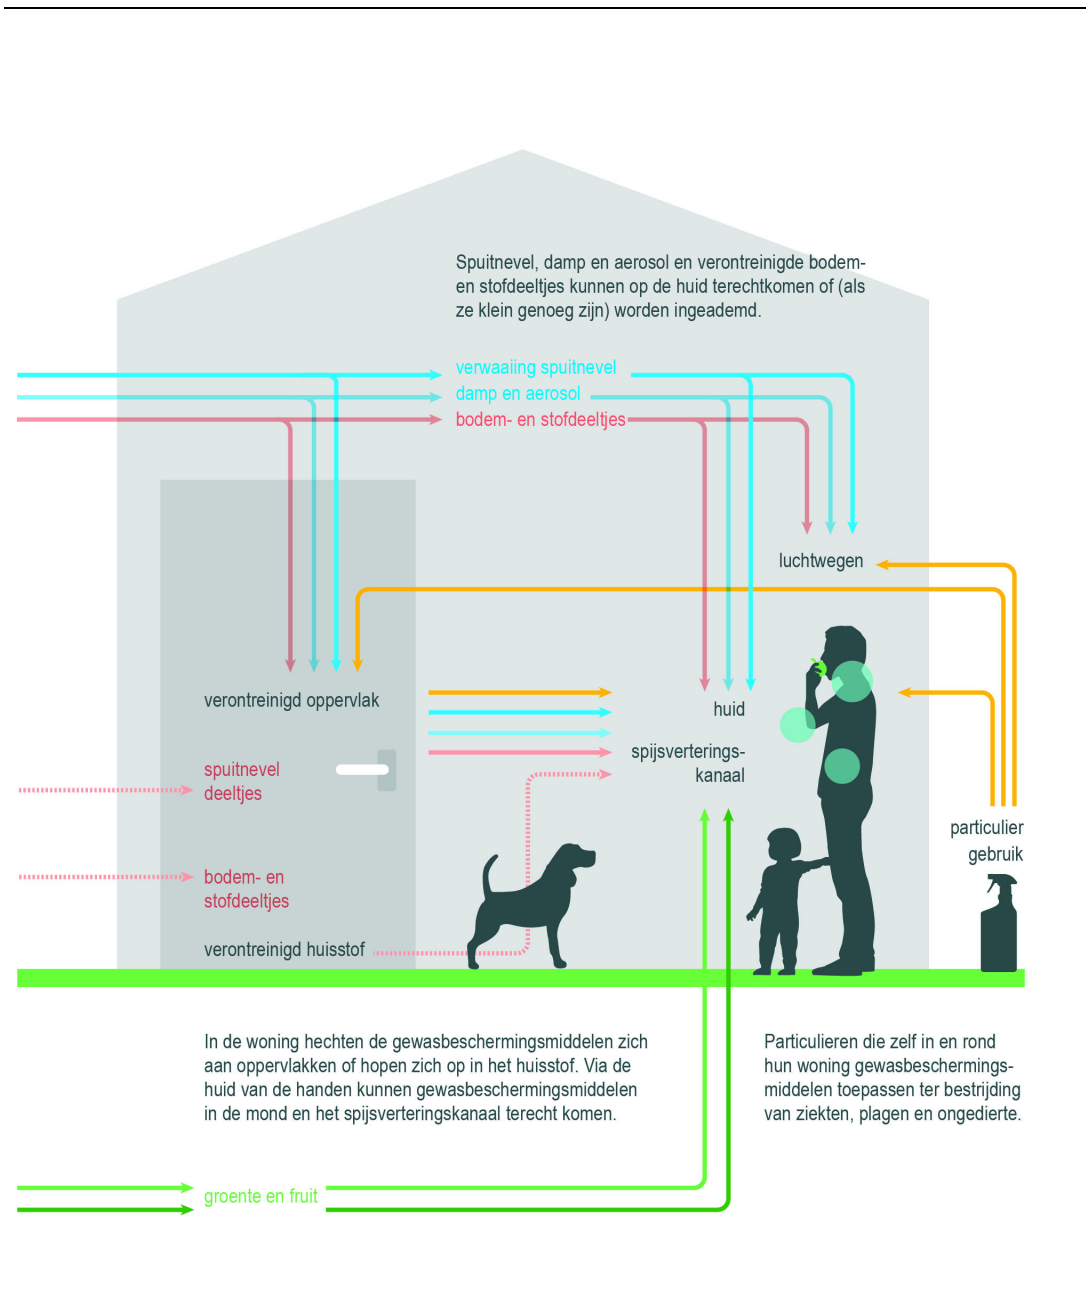 Spuitnevel, damp en aerosol en verontreinigde bodem-
en stofdeeltjes kunnen op de huid terechtkomen of (als
ze klein genoeg zijn) worden ingeademd.
verwaaiing spuitnevel
damp en aerosol
bodem- en stofdeeltjes
luchtwegen
verontreinigd oppervlak
huid
spijsverterings-
kanaal
spuitnevel
deeltjes
particulier
gebruik
bodem- en
stofdeeltjes
verontreinigd huisstof
In de woning hechten de gewasbeschermingsmiddelen zich
aan oppervlakken of hopen zich op in het huisstof. Via de
huid van de handen kunnen gewasbeschermingsmiddelen
in de mond en het spijsverteringskanaal terecht komen.
Particulieren die zelf in en rond
hun woning gewasbeschermings-
middelen toepassen ter bestrijding
van ziekten, plagen en ongedierte.
groente en fruit